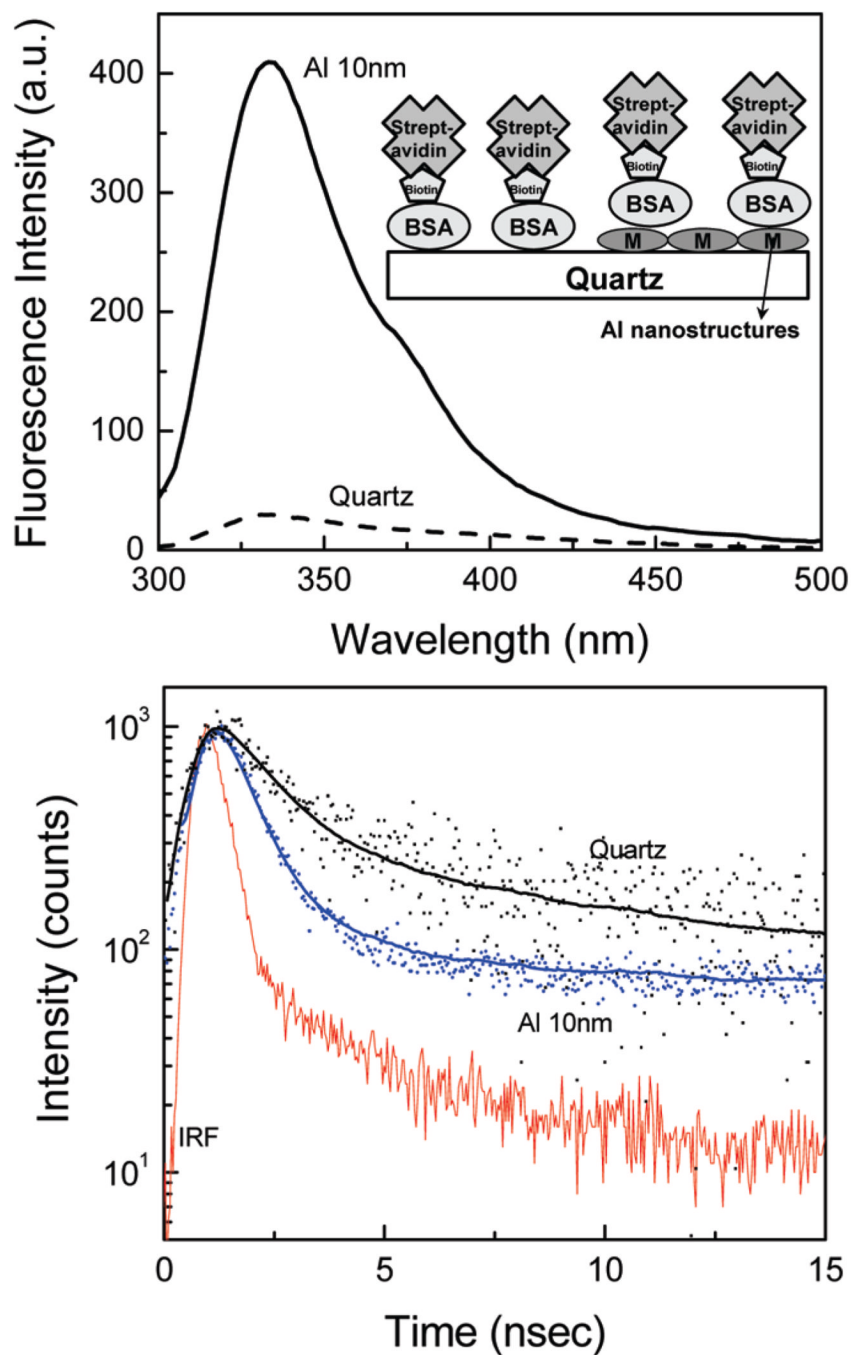 Fluorescence Intensity (a.u.)
400
300
200
100
0
Al 10nm
Strept-
avidin
Strept-
avidin
Strept-
avidin
Strept-
avidin
Biotin
Biotin
Biotin
Biotin
BSA
BSA
BSA
BSA
M
M
M
Quartz
Al nanostructures
Quartz
300
350
400
450
500
Wavelength (nm)
Intensity (counts)
10³
10²
10¹
Quartz
Al 10nm
IRF
0
5
10
15
Time (nsec)